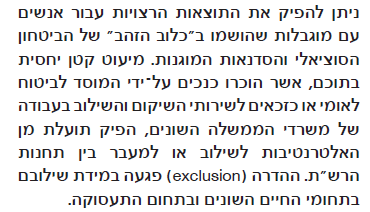 ניתן להפיק את התוצאות הרצויות עבור אנשים
עם מוגבלות שהושמו ב״כלוב הזהב״ של הביטחון
הסוציאלי והסדנאות המוגנות. מיעוט קטן יחסית
בתוכם, אשר הוכרו כנכים על־ידי המוסד לביטוח
לאומי או כזכאים לשירותי השיקום והשילוב בעבודה
של משרדי הממשלה השונים, הפיק תועלת מן
האלטרנטיבות לשילוב או למעבר בין תחנות
הרש״ת. ההדרה (exclusion) פגעה במידת שילובם
בתחומי החיים השונים ובתחום התעסוקה.